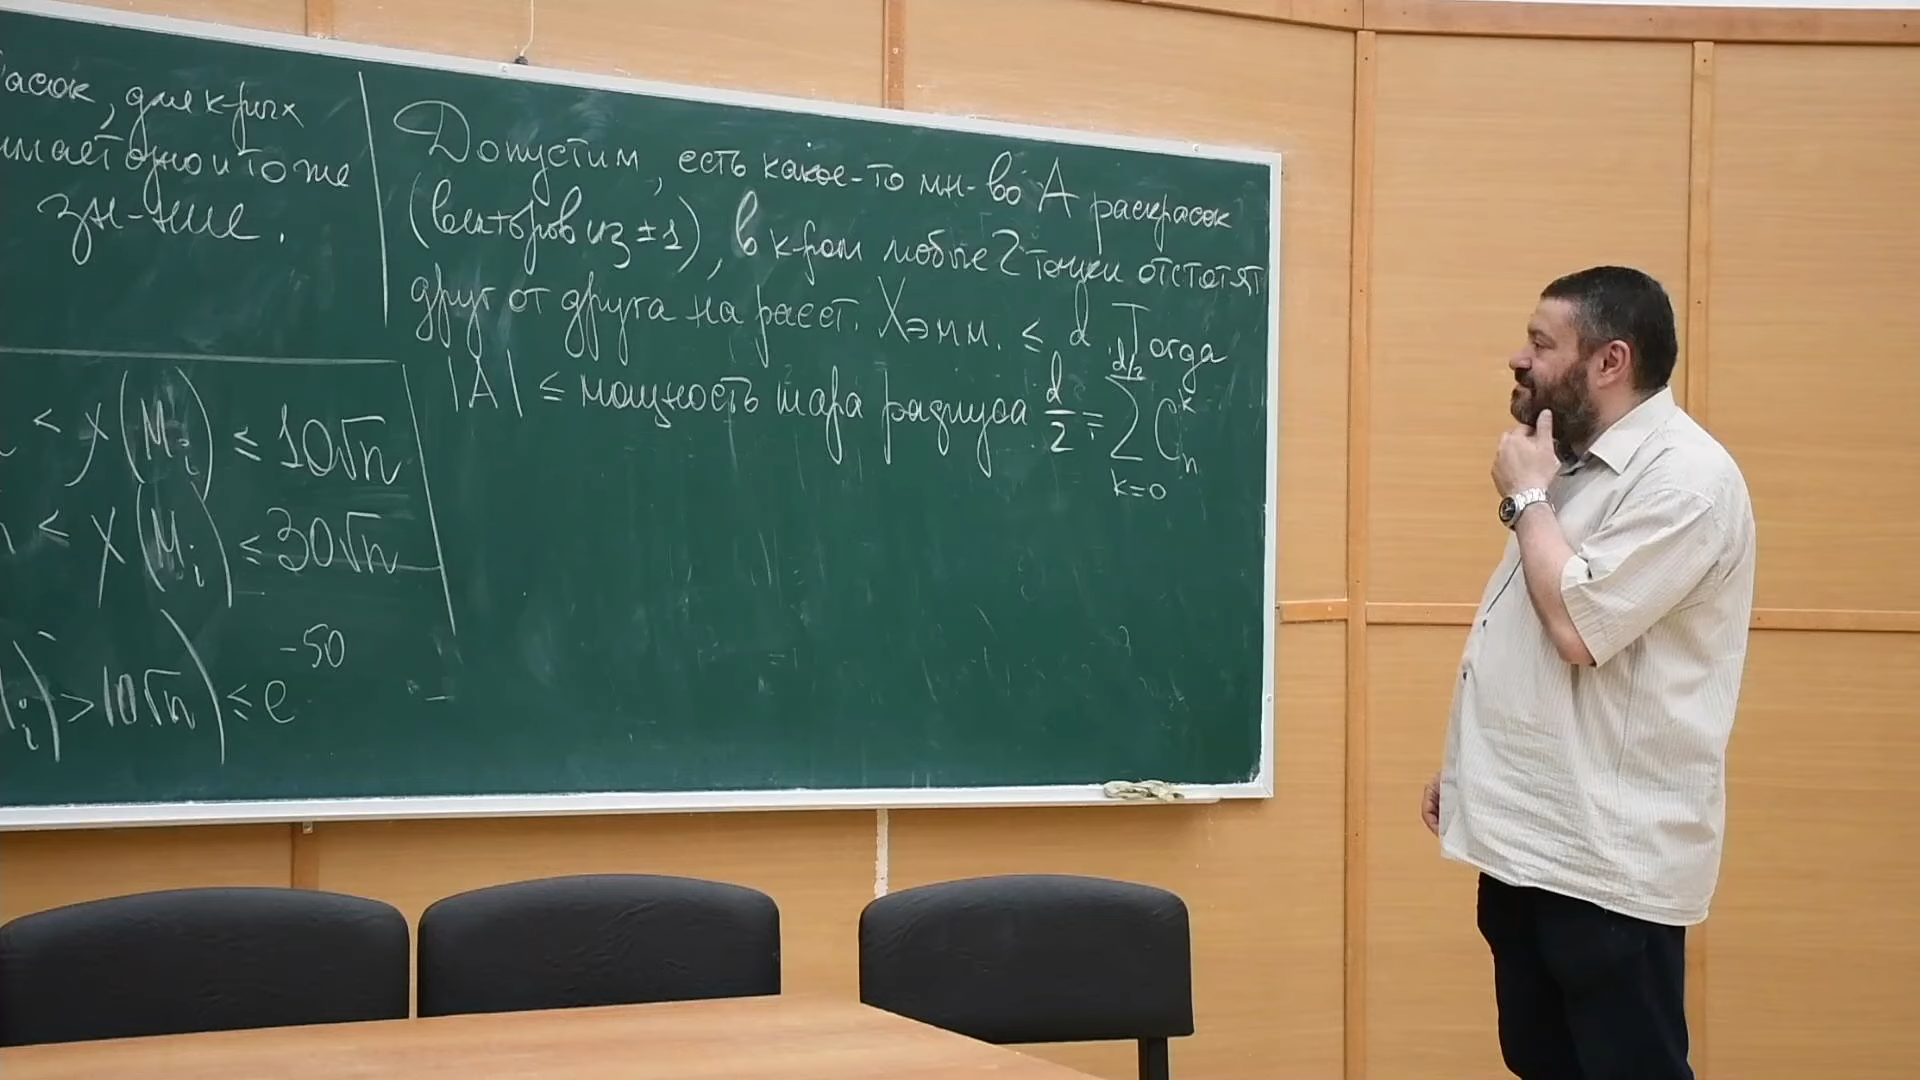 асок, для к-рых
имает одно и то же
зн-ние.
Допустим, есть какое-то мн-во A раскрасок
(векторов из ±1), в к-ром любые 2 точки отстоят
друг от друга на расст. Хэмм. ≤ d. Тогда
|A| ≤ мощность шара радиуса d/2 = ∑_{k=0}^{d/2} C_n^k
< χ(M_i) ≤ 10√n
≤ χ(M_i) ≤ 30√n
i) > 10√n) ≤ e^{-50}